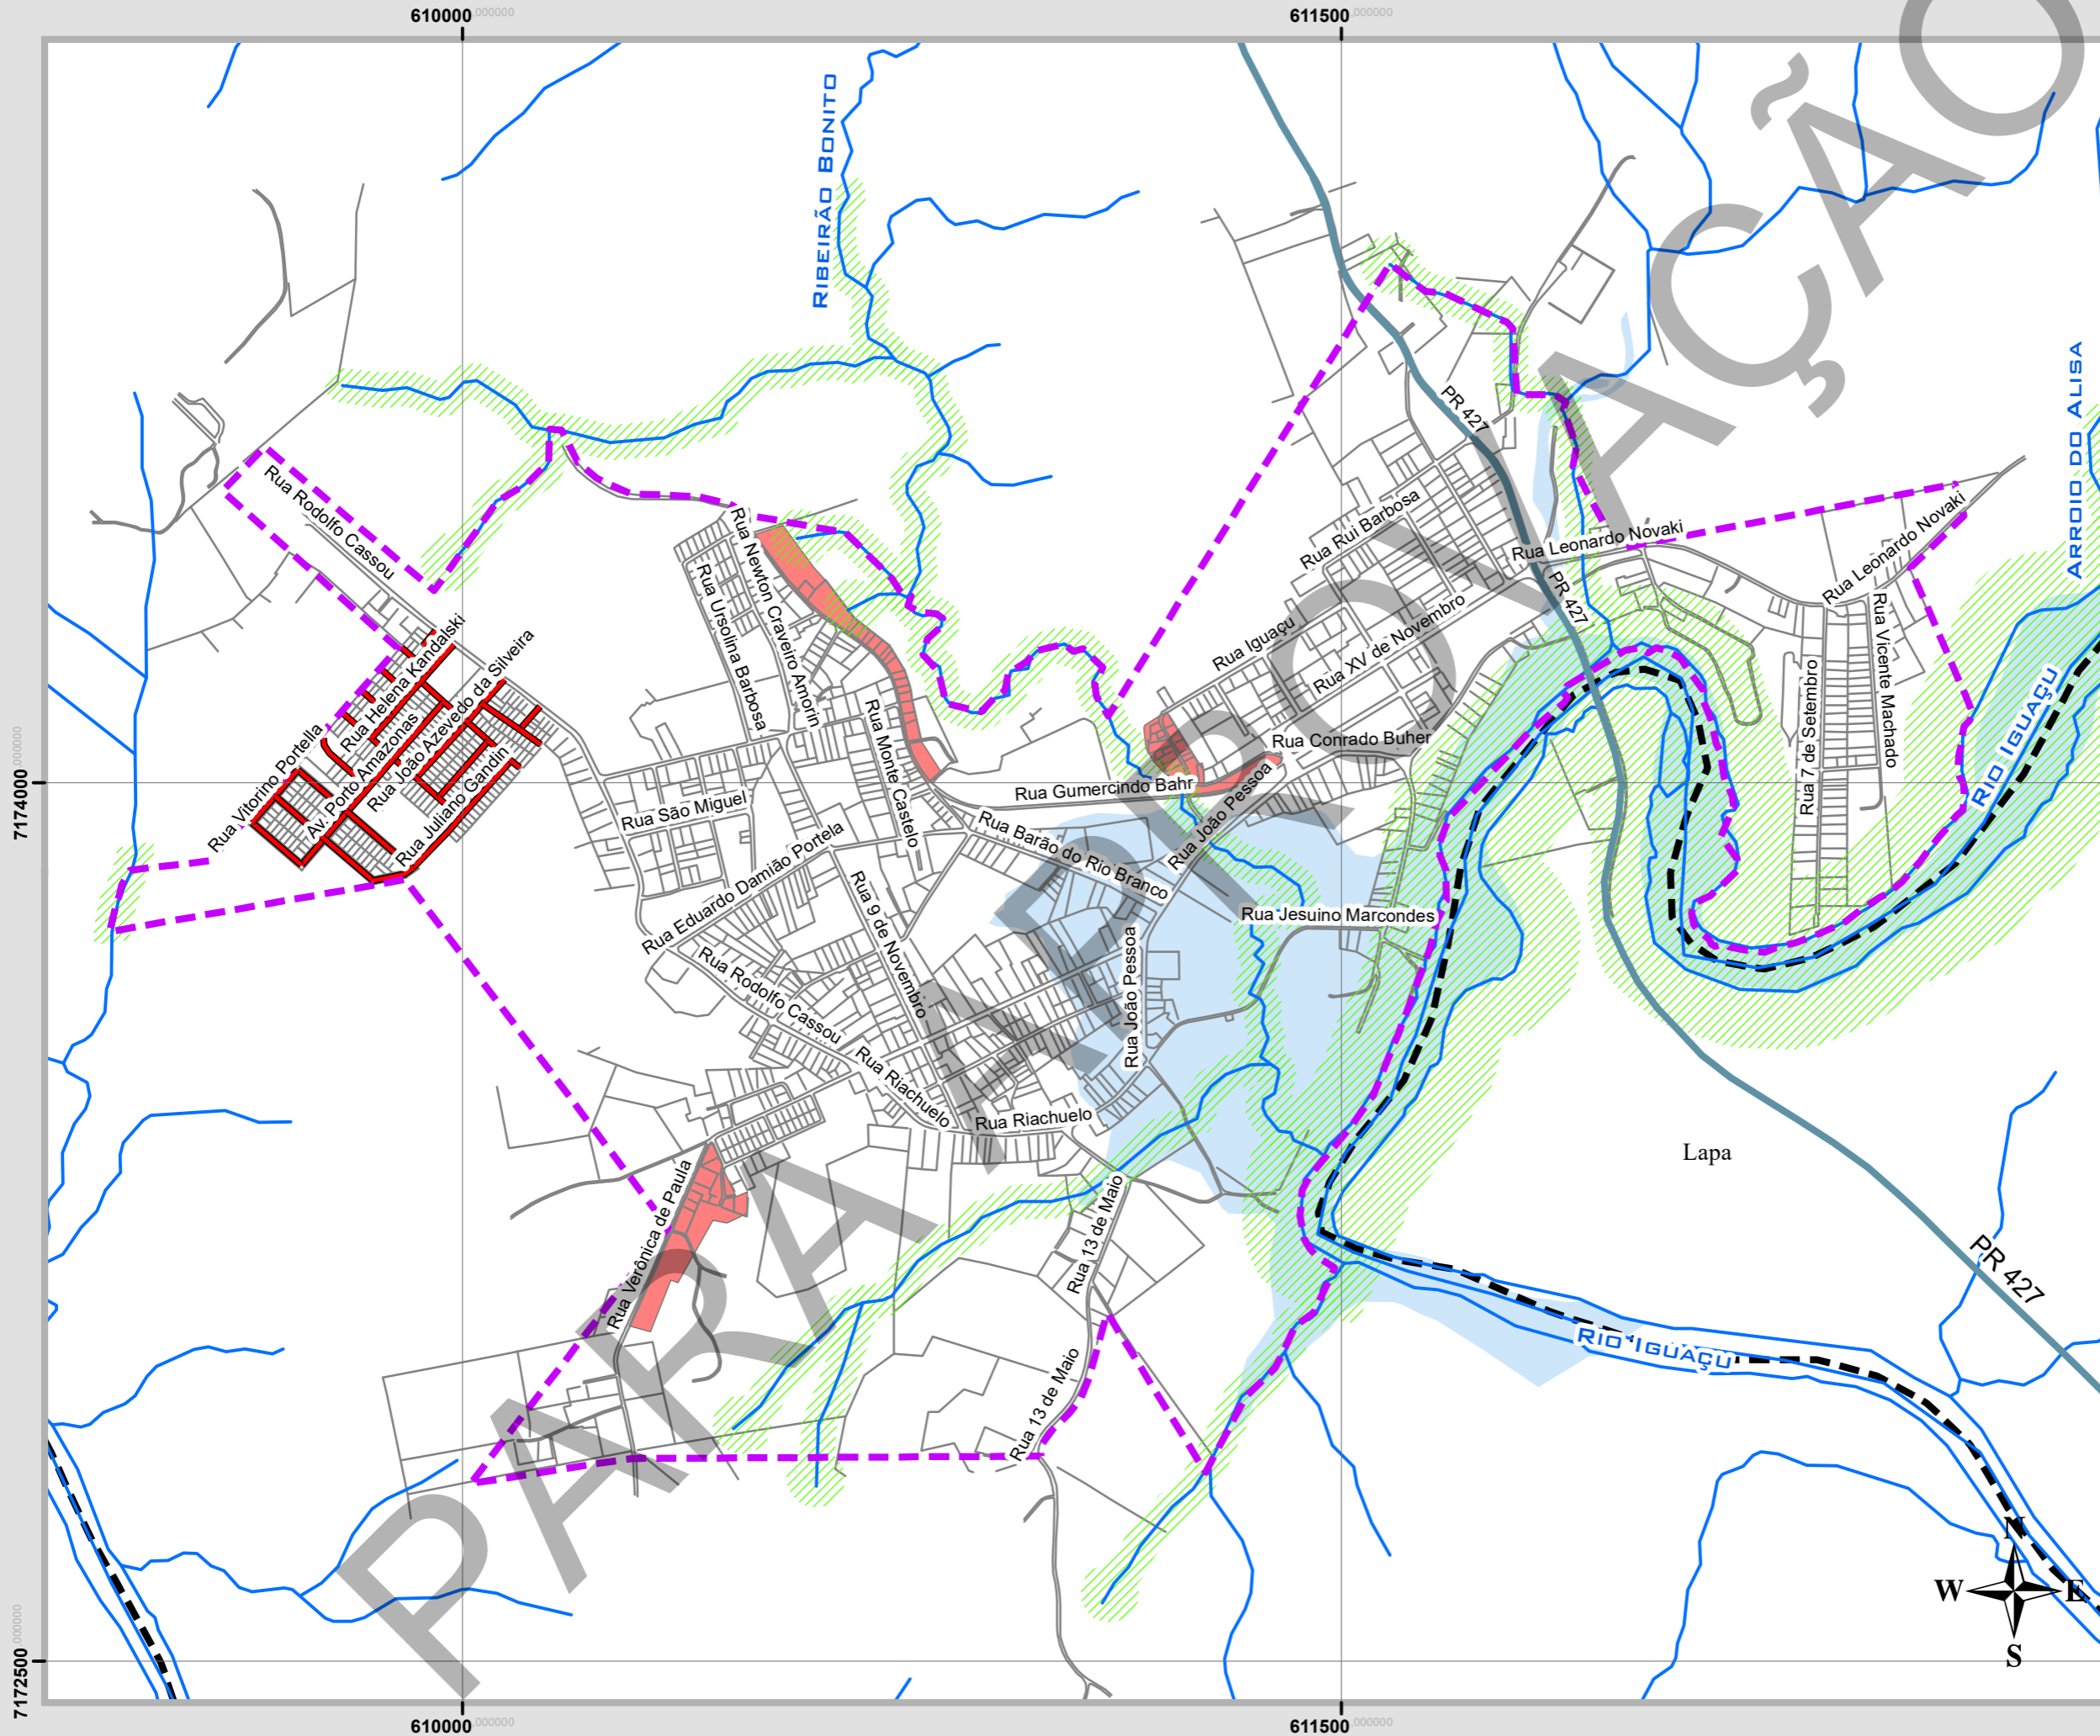 610000.000000
611500.000000
RIBEIRÃO BONITO
ARROIO DO ALISA
PR 427
Rua Rodolfo Cassou
Rua Newton Craveiro Amorin
Rua Ursolina Barbosa
Rua Rui Barbosa
Rua Leonardo Novaki
Rua Leonardo Novaki
PR 427
Rua Vicente Machado
Rua Iguaçu
Rua XV de Novembro
Rua Helena Kandalski
Rua João Azevedo da Silveira
Rua Vitorino Portella
Av. Porto Amazonas
Rua Juliano Gandin
Rua Monte Castelo
Rua Conrado Buher
Rua 7 de Setembro
RIO IGUAÇU
7174000.000000
Rua São Miguel
Rua Gumercindo Bahr
Rua João Pessoa
Rua Barão do Rio Branco
Rua Eduardo Damião Portela
Rua 9 de Novembro
Rua Jesuino Marcondes
Rua João Pessoa
Rua Rodolfo Cassou
Rua Riachuelo
Rua Riachuelo
Lapa
Rua Verônica de Paula
Rua 13 de Maio
PR 427
RIO IGUAÇU
Rua 13 de Maio
N
W
E
S
7172500.000000
610000.000000
611500.000000
PARA APROVAÇÃO